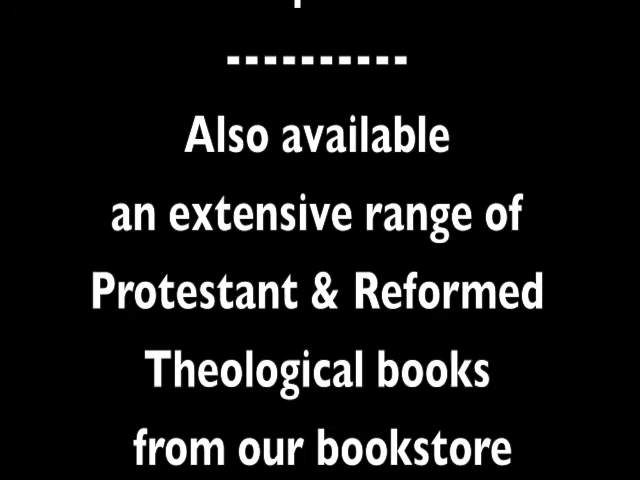 ----------
Also available
an extensive range of
Protestant & Reformed
Theological books
from our bookstore